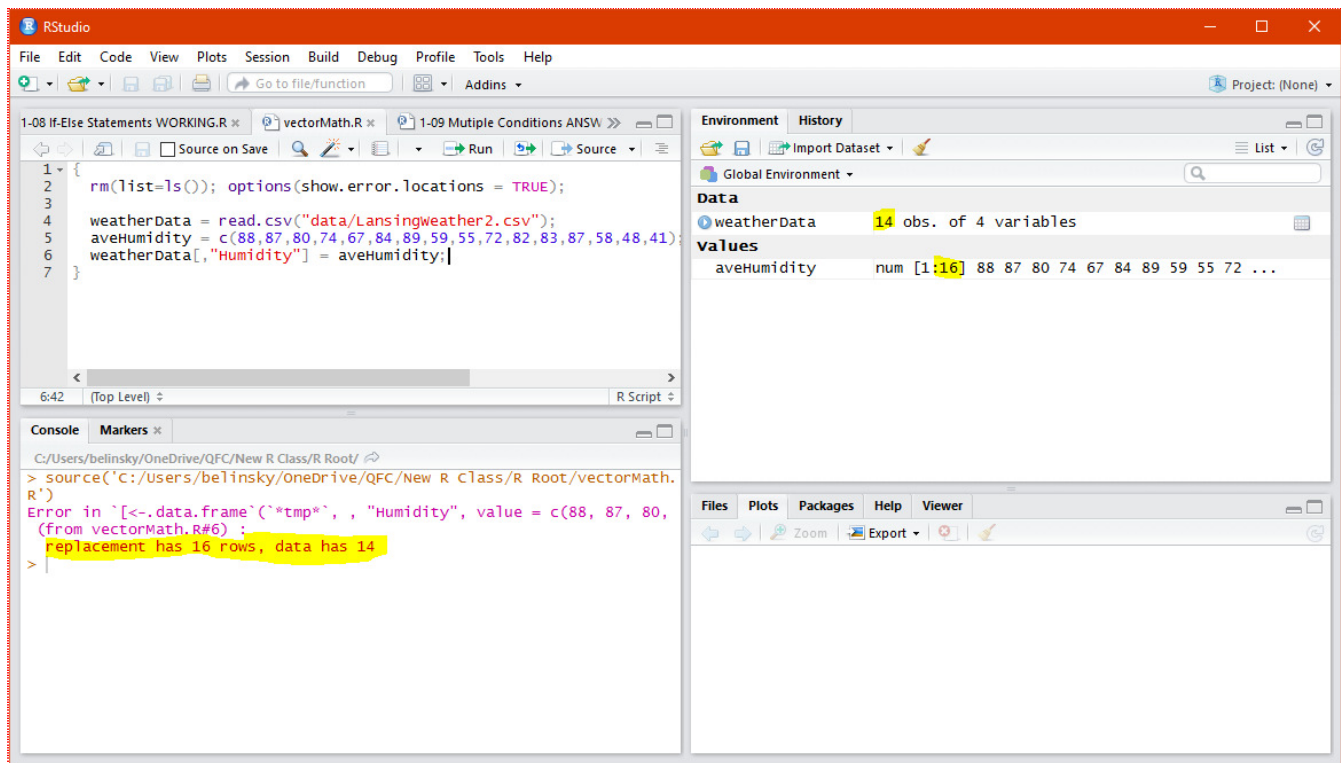 RStudio
File Edit Code View Plots Session Build Debug Profile Tools Help
Go to file/function Addins Project: (None)
1-08 If-Else Statements WORKING.R vectorMath.R 1-09 Mutiple Conditions ANSW
Source on Save Run Source
1 {
2 rm(list=ls()); options(show.error.locations = TRUE);
3
4 weatherData = read.csv("data/LansingWeather2.csv");
5 aveHumidity = c(88,87,80,74,67,84,89,59,55,72,82,83,87,58,48,41);
6 weatherData[,"Humidity"] = aveHumidity;
7 }
6:42 (Top Level) R Script
Console Markers
C:/Users/belinsky/OneDrive/QFC/New R Class/R Root/
> source('C:/Users/belinsky/OneDrive/QFC/New R Class/R Root/vectorMath.
R')
Error in `[<-.data.frame`(`*tmp*`, , "Humidity", value = c(88, 87, 80,
(from vectorMath.R#6) :
replacement has 16 rows, data has 14
>
Environment History
Import Dataset List
Global Environment
Data
weatherData 14 obs. of 4 variables
Values
aveHumidity num [1:16] 88 87 80 74 67 84 89 59 55 72 ...
Files Plots Packages Help Viewer
Zoom Export